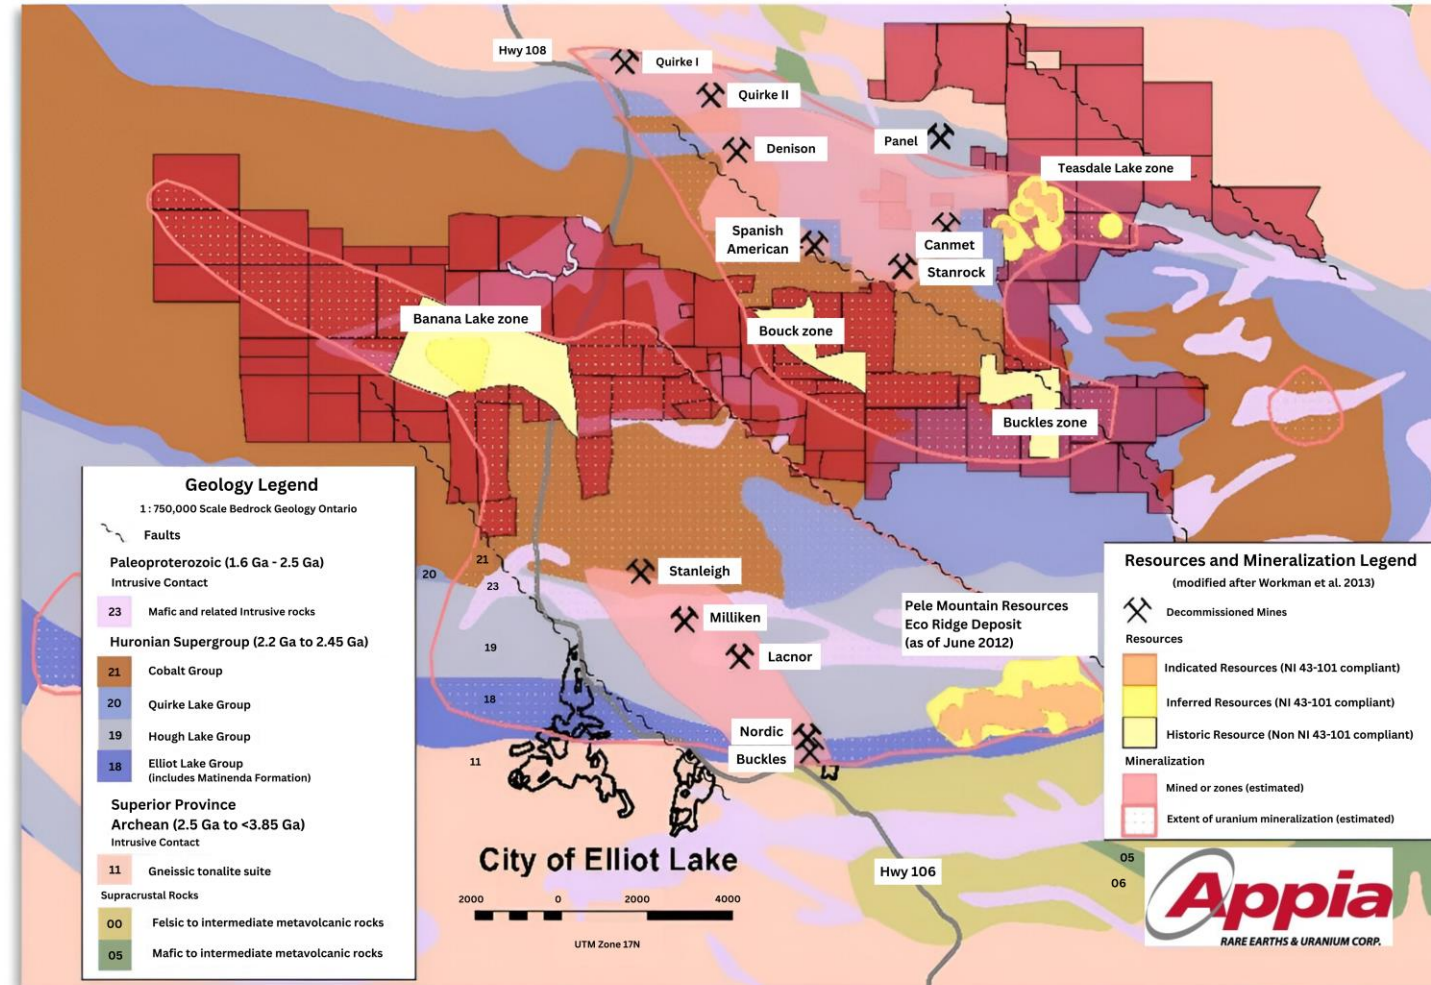 Hwy 108
Quirke I
Quirke II
Denison
Panel
Teasdale Lake zone
Spanish
American
Canmet
Stanrock
Banana Lake zone
Bouck zone
Buckles zone
Stanleigh
Milliken
Lacnor
Nordic
Buckles
Pele Mountain Resources
Eco Ridge Deposit
(as of June 2012)
21
20
23
19
18
11
05
06
City of Elliot Lake
2000 0 2000 4000
UTM Zone 17N
Hwy 106
Geology Legend
1 : 750,000 Scale Bedrock Geology Ontario
Faults
Paleoproterozoic (1.6 Ga - 2.5 Ga)
Intrusive Contact
23 Mafic and related Intrusive rocks
Huronian Supergroup (2.2 Ga to 2.45 Ga)
21 Cobalt Group
20 Quirke Lake Group
19 Hough Lake Group
18 Elliot Lake Group
(includes Matinenda Formation)
Superior Province
Archean (2.5 Ga to <3.85 Ga)
Intrusive Contact
11 Gneissic tonalite suite
Supracrustal Rocks
00 Felsic to intermediate metavolcanic rocks
05 Mafic to intermediate metavolcanic rocks
Resources and Mineralization Legend
(modified after Workman et al. 2013)
Decommissioned Mines
Resources
Indicated Resources (NI 43-101 compliant)
Inferred Resources (NI 43-101 compliant)
Historic Resource (Non NI 43-101 compliant)
Mineralization
Mined or zones (estimated)
Extent of uranium mineralization (estimated)
Appia
RARE EARTHS & URANIUM CORP.